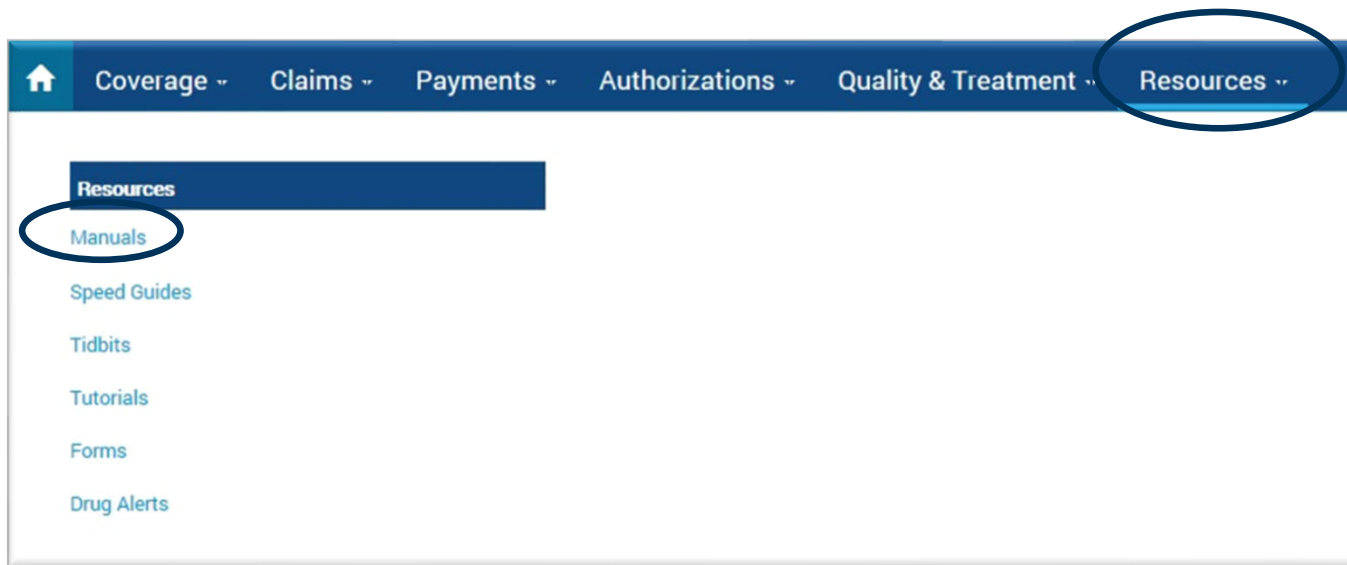 Coverage Claims Payments Authorizations Quality & Treatment Resources
Resources
Manuals
Speed Guides
Tidbits
Tutorials
Forms
Drug Alerts